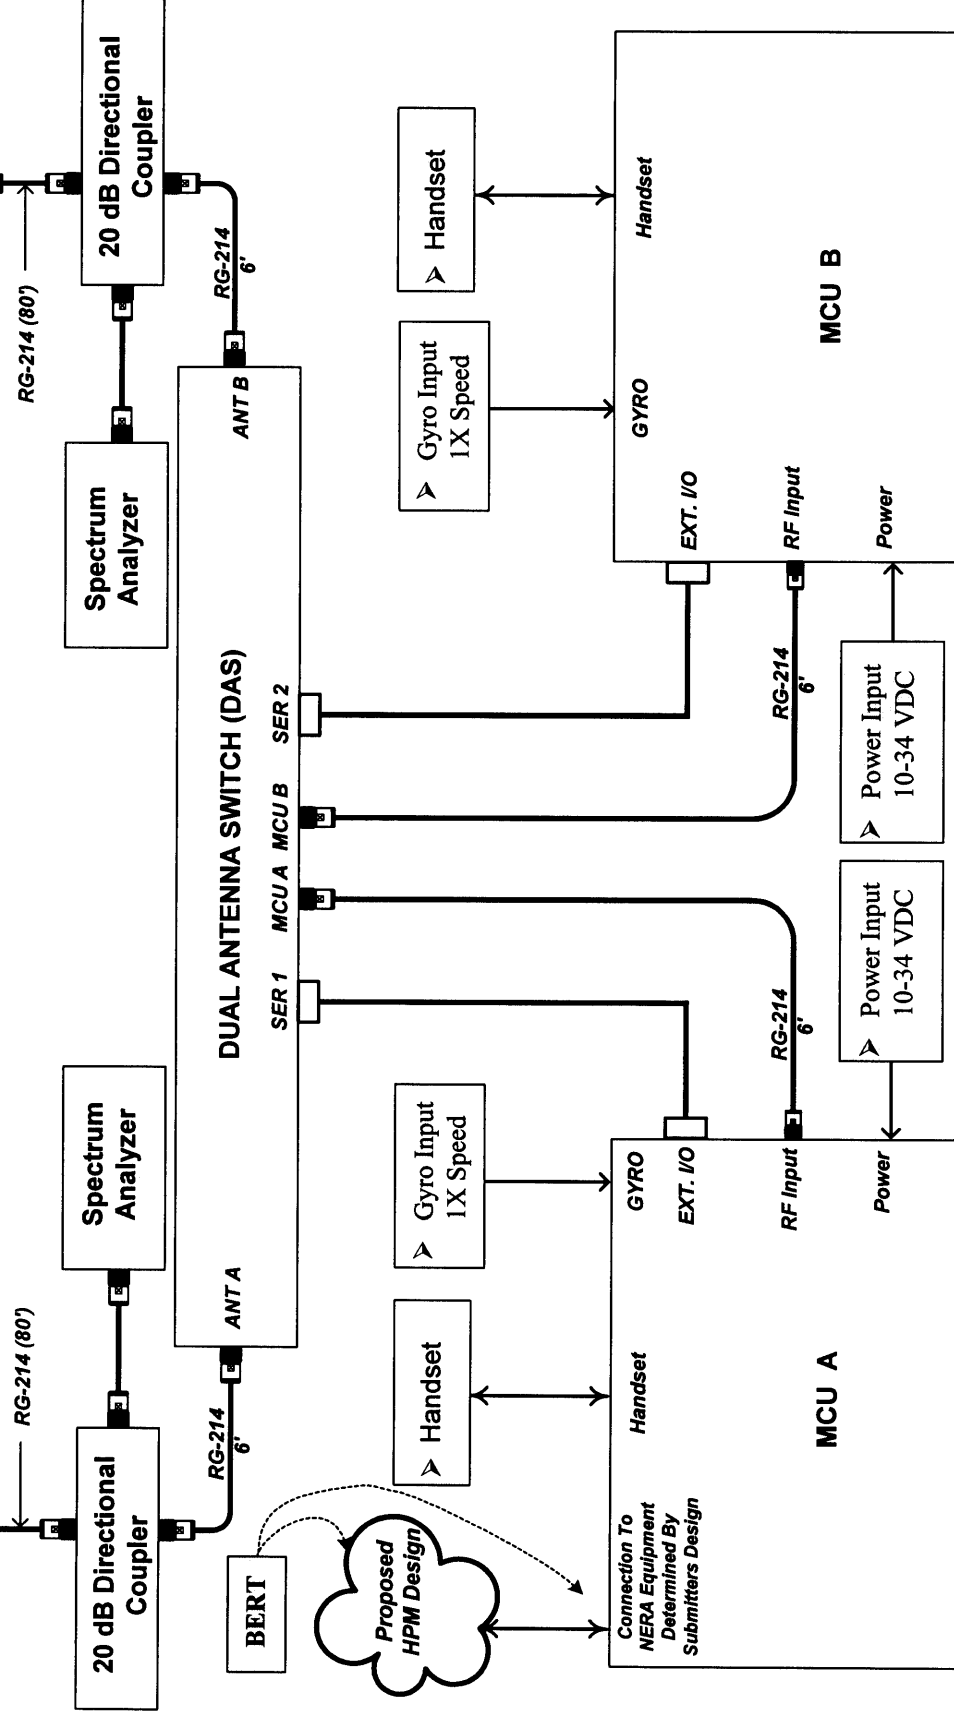 RG-214 (80')
20 dB Directional
Coupler
Spectrum
Analyzer
Spectrum
Analyzer
20 dB Directional
Coupler
RG-214 (80')
RG-214
6'
ANT A
DUAL ANTENNA SWITCH (DAS)
SER 1
MCU A
MCU B
SER 2
ANT B
RG-214
6'
BERT
Proposed
HPM Design
➢ Handset
➢ Gyro Input
1X Speed
➢ Gyro Input
1X Speed
➢ Handset
Connection To
NERA Equipment
Determined By
Submitters Design
Handset
GYRO
EXT. I/O
RF Input
Power
MCU A
RG-214
6'
RG-214
6'
➢ Power Input
10-34 VDC
➢ Power Input
10-34 VDC
GYRO
Handset
EXT. I/O
RF Input
Power
MCU B